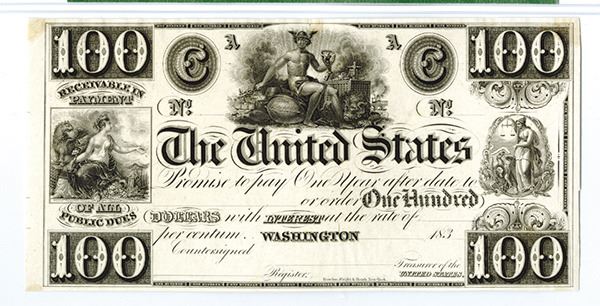 100 C A A C 100
RECEIVABLE IN
PAYMENT
No. No.
The United States
Promise to pay One Year after date to
or order One Hundred
OF ALL
PUBLIC DUES
DOLLARS with INTEREST at the rate of
per centum.. WASHINGTON 183
Countersigned
Register. Treasurer of the
UNITED STATES.
100 100